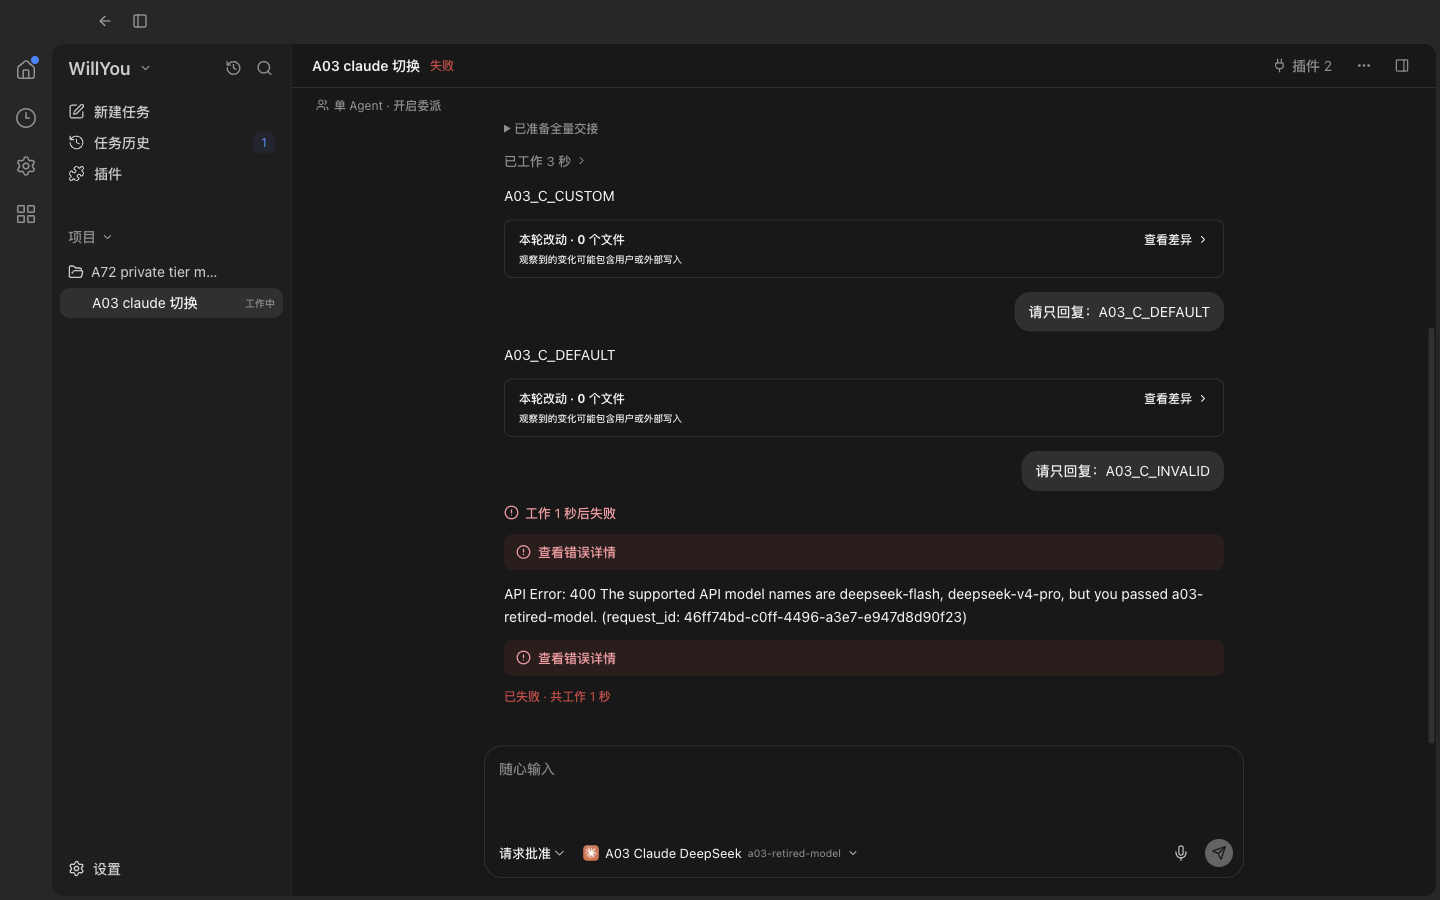 WillYou
新建任务
任务历史 1
插件
项目
A72 private tier m...
A03 claude 切换 工作中
设置
A03 claude 切换 失败
插件 2
单 Agent · 开启委派
已准备全量交接
已工作 3 秒
A03_C_CUSTOM
本轮改动 · 0 个文件 查看差异
观察到的变化可能包含用户或外部写入
请只回复：A03_C_DEFAULT
A03_C_DEFAULT
本轮改动 · 0 个文件 查看差异
观察到的变化可能包含用户或外部写入
请只回复：A03_C_INVALID
工作 1 秒后失败
查看错误详情
API Error: 400 The supported API model names are deepseek-flash, deepseek-v4-pro, but you passed a03-
retired-model. (request_id: 46ff74bd-c0ff-4496-a3e7-e947d8d90f23)
查看错误详情
已失败 · 共工作 1 秒
随心输入
请求批准 A03 Claude DeepSeek a03-retired-model